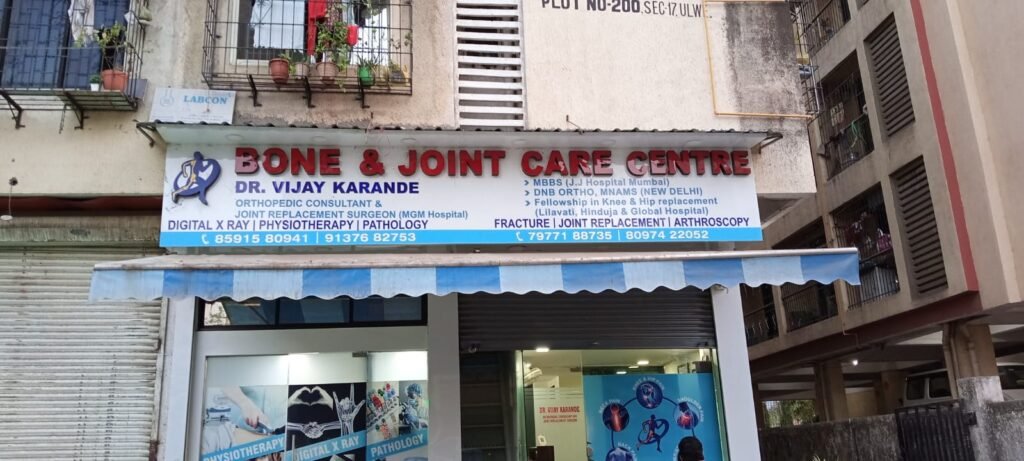 PLOT NO-200, SEC-17, ULW
LABCON
BONE & JOINT CARE CENTRE
DR. VIJAY KARANDE
ORTHOPEDIC CONSULTANT &
JOINT REPLACEMENT SURGEON (MGM Hospital)
DIGITAL X RAY | PHYSIOTHERAPY | PATHOLOGY
> MBBS (J.J Hospital Mumbai)
> DNB ORTHO, MNAMS (NEW DELHI)
> Fellowship in Knee & Hip replacement
(Lilavati, Hinduja & Global Hospital)
FRACTURE | JOINT REPLACEMENT | ARTHROSCOPY
85915 80941 | 91376 82753
79771 88735 | 80974 22052
PHYSIOTHERAPY
DIGITAL X RAY
PATHOLOGY
DR. VIJAY KARANDE